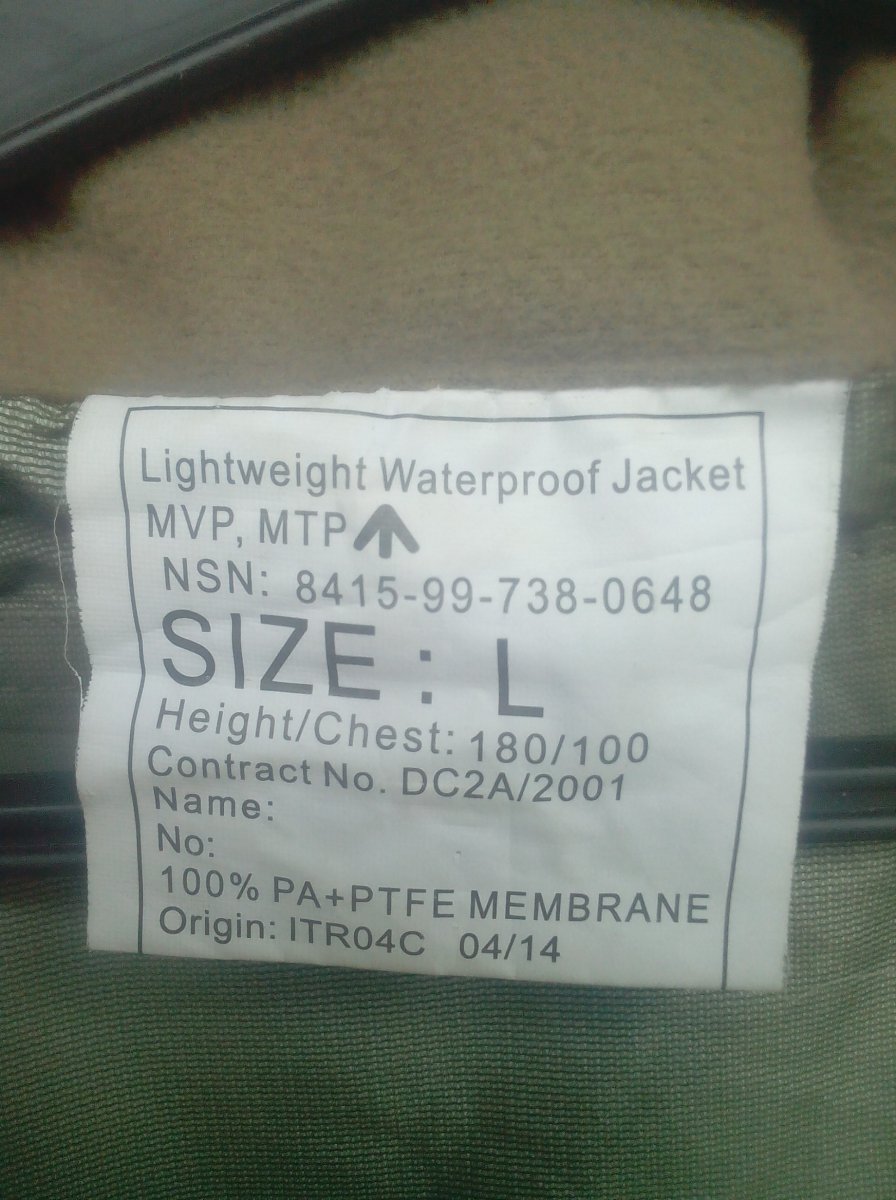 Lightweight Waterproof Jacket
MVP, MTP
NSN: 8415-99-738-0648
SIZE: L
Height/Chest: 180/100
Contract No. DC2A/2001
Name:
No:
100% PA+PTFE MEMBRANE
Origin: ITR04C 04/14